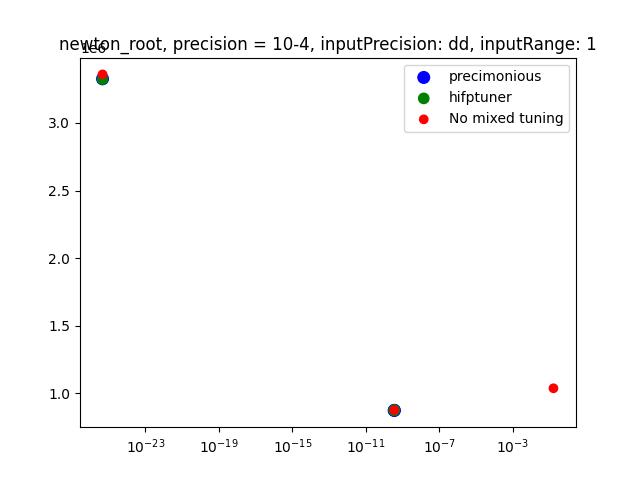 newton_root, precision = 10-4, inputPrecision: dd, inputRange: 1
1e6
precimonious
hifptuner
No mixed tuning
3.0
2.5
2.0
1.5
1.0
10⁻²³ 10⁻¹⁹ 10⁻¹⁵ 10⁻¹¹ 10⁻⁷ 10⁻³